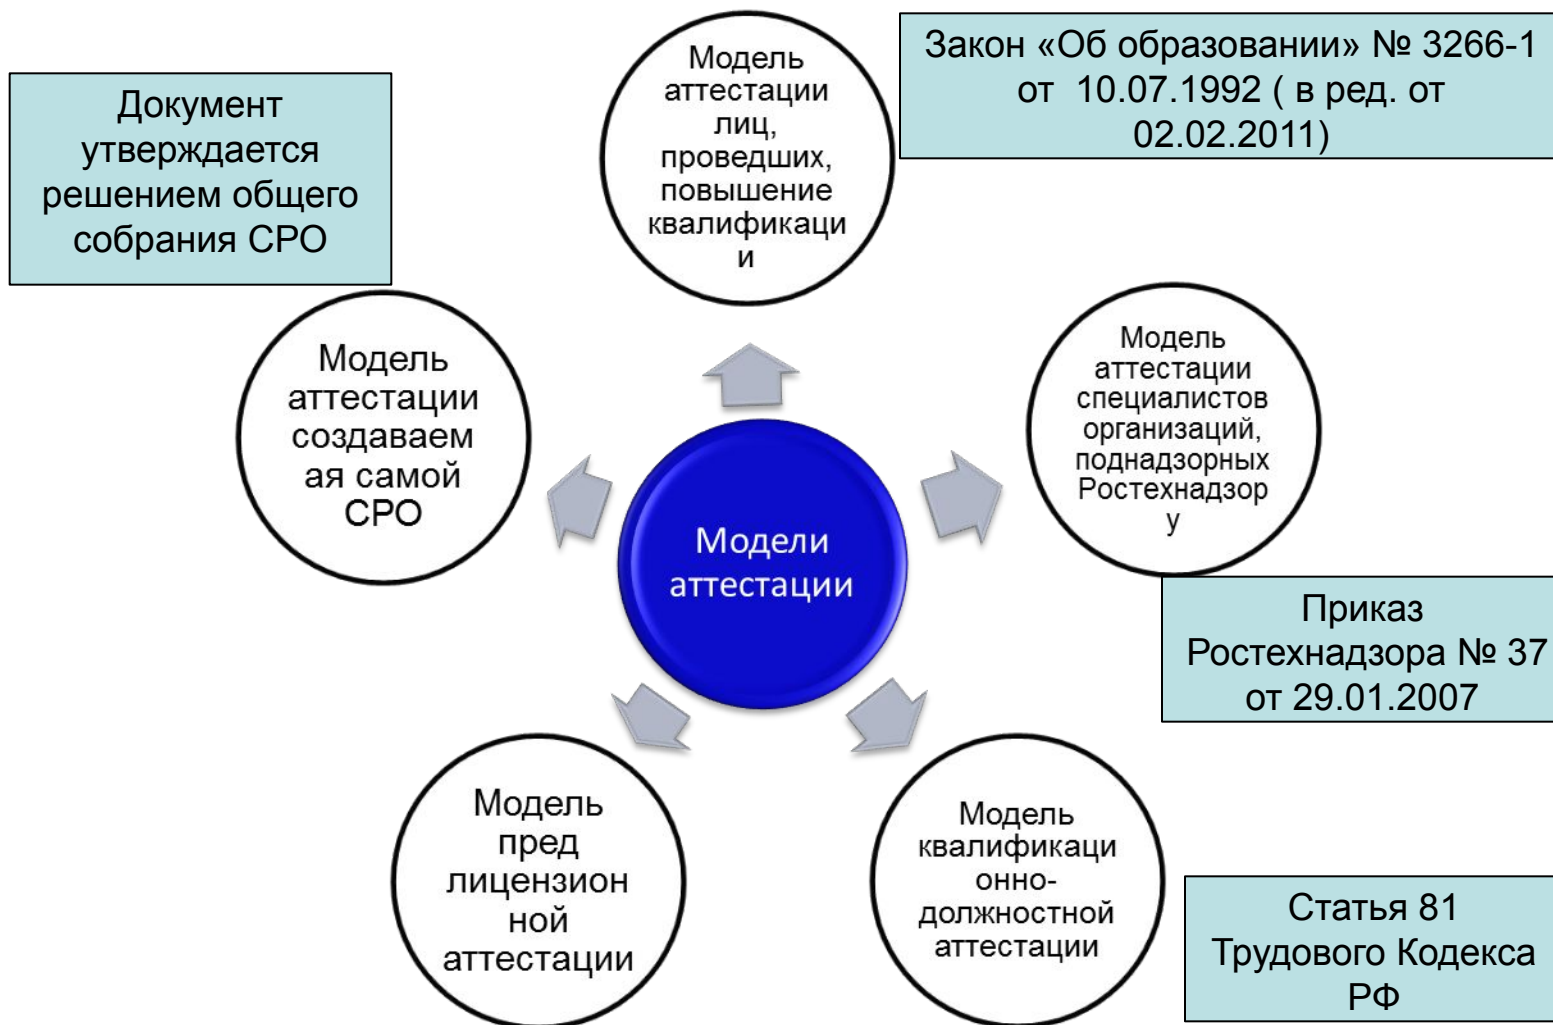 Модель
аттестации
лиц,
проведших,
повышение
квалификаци
и
Закон «Об образовании» № 3266-1
от 10.07.1992 ( в ред. от
02.02.2011)
Документ
утверждается
решением общего
собрания СРО
Модель
аттестации
создаваем
ая самой
СРО
Модель
аттестации
специалистов
организаций,
поднадзорных
Ростехнадзор
у
Модели
аттестации
Приказ
Ростехнадзора № 37
от 29.01.2007
Модель
пред
лицензион
ной
аттестации
Модель
квалификаци
онно-
должностной
аттестации
Статья 81
Трудового Кодекса
РФ